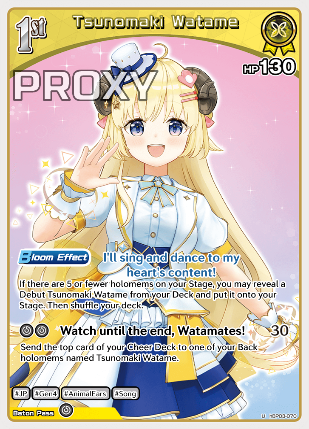 1st
Tsunomaki Watame
HP130
PROXY
Bloom Effect
I'll sing and dance to my
heart's content!
If there are 5 or fewer holomems on your Stage, you may reveal a
Debut Tsunomaki Watame from your Deck and put it onto your
Stage. Then shuffle your deck.
Watch until the end, Watamates! 30
Send the top card of your Cheer Deck to one of your Back
holomems named Tsunomaki Watame.
#JP #Gen4 #AnimalEars #Song
Baton Pass
U HBP03-070